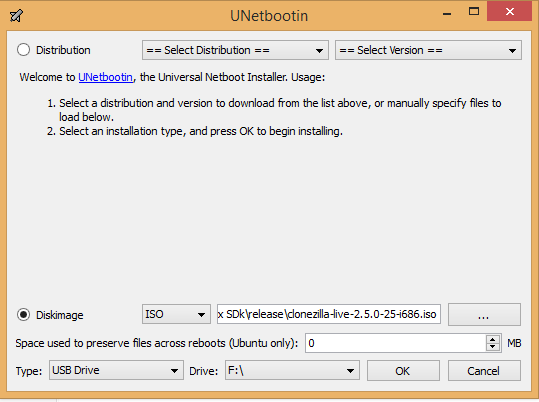 UNetbootin
Distribution == Select Distribution == == Select Version ==
Welcome to UNetbootin, the Universal Netboot Installer. Usage:
1. Select a distribution and version to download from the list above, or manually specify files to
load below.
2. Select an installation type, and press OK to begin installing.
Diskimage ISO x SDk\release\clonezilla-live-2.5.0-25-i686.iso ...
Space used to preserve files across reboots (Ubuntu only): 0 MB
Type: USB Drive Drive: F:\ OK Cancel